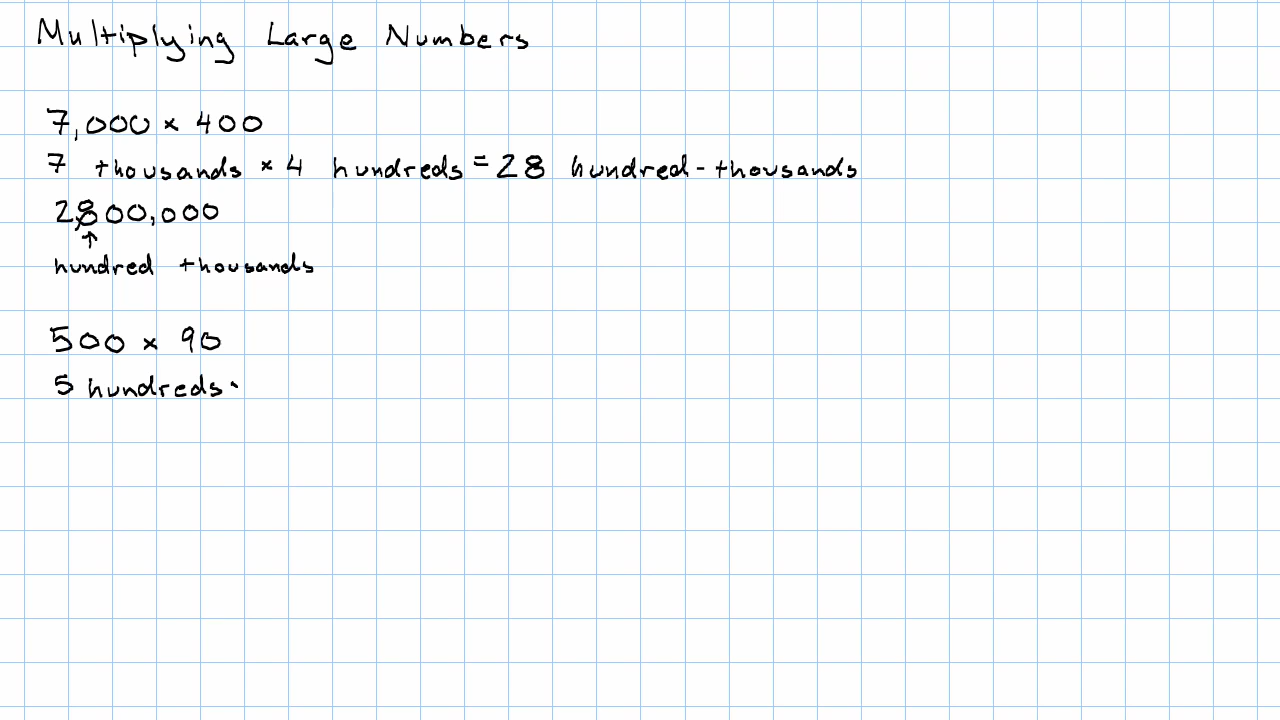 Multiplying Large Numbers
7,000 × 400
7 thousands × 4 hundreds = 28 hundred-thousands
2,800,000
↑
hundred thousands
500 × 90
5 hundreds